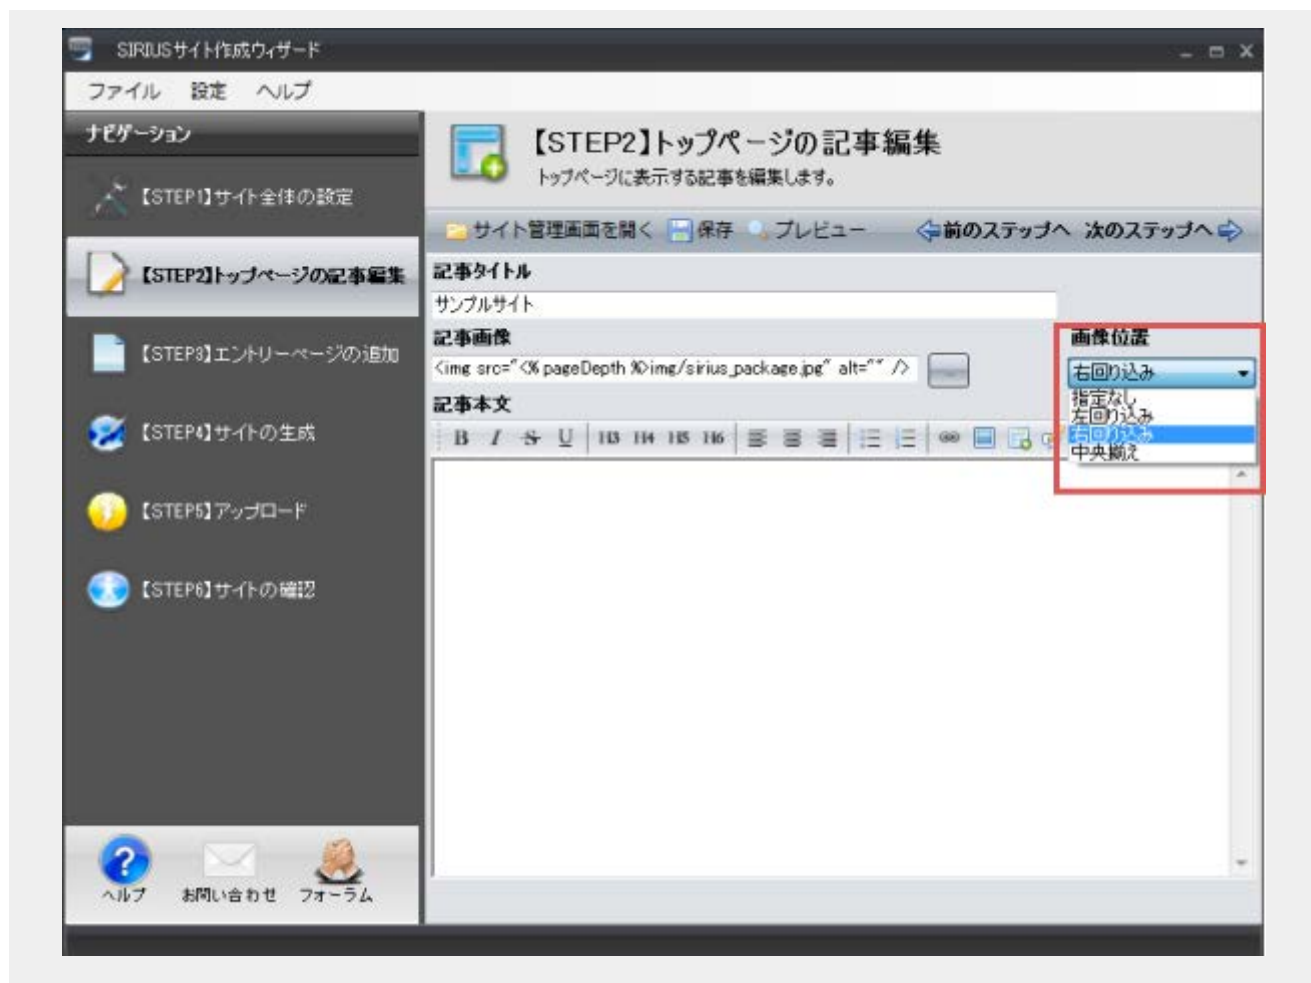 SIRIUSサイト作成ウィザード
ファイル 設定 ヘルプ
ナビゲーション
【STEP1】サイト全体の設定
【STEP2】トップページの記事編集
【STEP3】エントリーページの追加
【STEP4】サイトの生成
【STEP5】アップロード
【STEP6】サイトの確認
ヘルプ お問い合わせ フォーラム
【STEP2】トップページの記事編集
トップページに表示する記事を編集します。
サイト管理画面を開く 保存 プレビュー 前のステップへ 次のステップへ
記事タイトル
サンプルサイト
記事画像
<img src="<% pageDepth %>img/sirius_package.jpg" alt="" />
...
画像位置
右回り込み
指定なし
左回り込み
右回り込み
中央揃え
記事本文
B I S U H3 H4 H5 H6